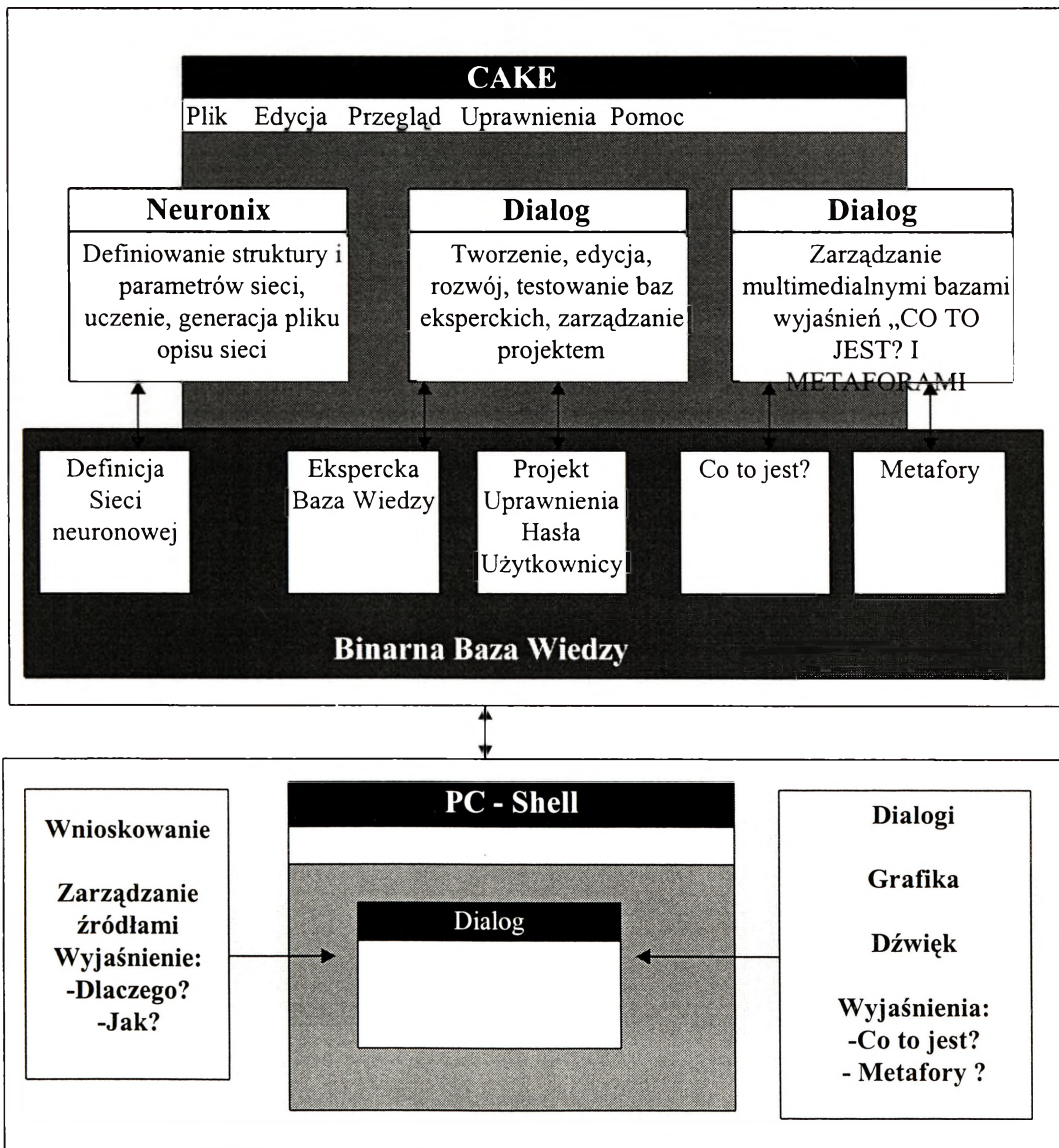 CAKE
Plik Edycja Przegląd Uprawnienia Pomoc
Neuronix
Definiowanie struktury i
parametrów sieci,
uczenie, generacja pliku
opisu sieci
Dialog
Tworzenie, edycja,
rozwój, testowanie baz
eksperckich, zarządzanie
projektem
Dialog
Zarządzanie
multimedialnymi bazami
wyjaśnień „CO TO
JEST? I
METAFORAMI
Definicja
Sieci
neuronowej
Ekspercka
Baza Wiedzy
Projekt
Uprawnienia
Hasła
Użytkownicy
Co to jest?
Metafory
Binarna Baza Wiedzy
Wnioskowanie
Zarządzanie
źródłami
Wyjaśnienie:
-Dlaczego?
-Jak?
PC - Shell
Dialog
Dialogi
Grafika
Dźwięk
Wyjaśnienia:
-Co to jest?
- Metafory ?